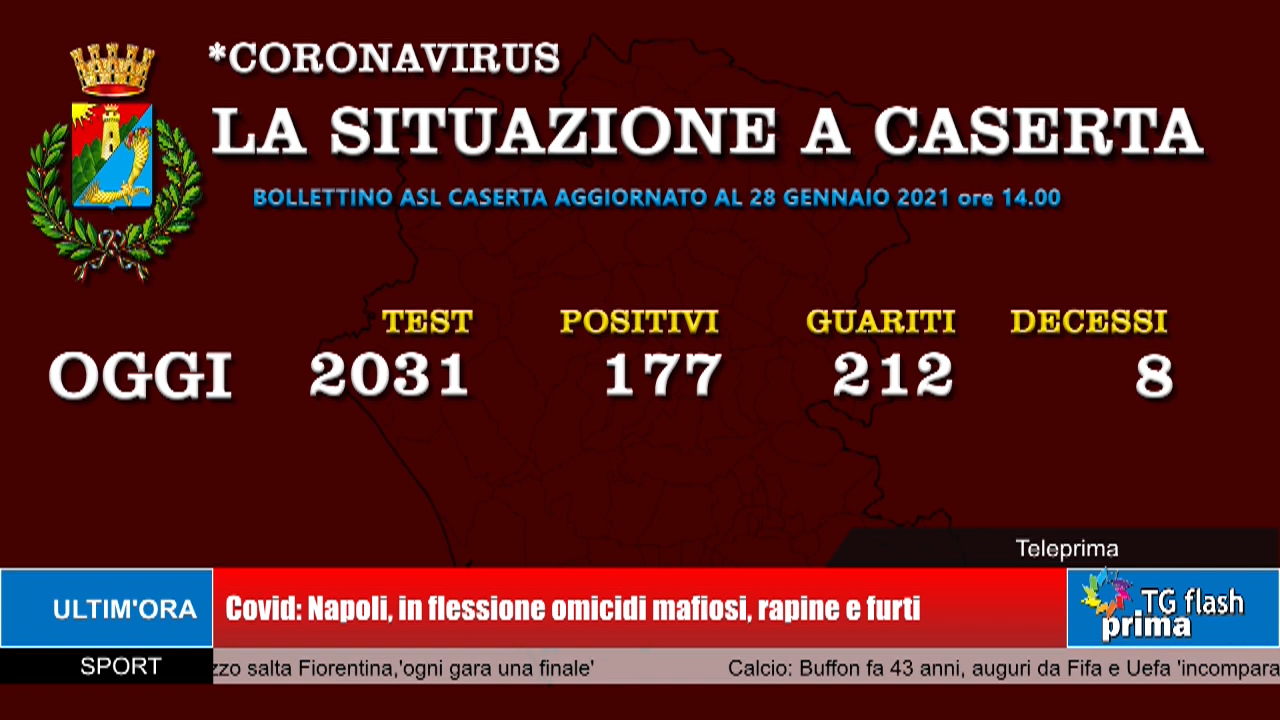 *CORONAVIRUS
LA SITUAZIONE A CASERTA
BOLLETTINO ASL CASERTA AGGIORNATO AL 28 GENNAIO 2021 ore 14.00
TEST POSITIVI GUARITI DECESSI
OGGI 2031 177 212 8
Teleprima
ULTIM'ORA Covid: Napoli, in flessione omicidi mafiosi, rapine e furti
TG flash
prima
SPORT zzo salta Fiorentina,'ogni gara una finale' Calcio: Buffon fa 43 anni, auguri da Fifa e Uefa 'incompara